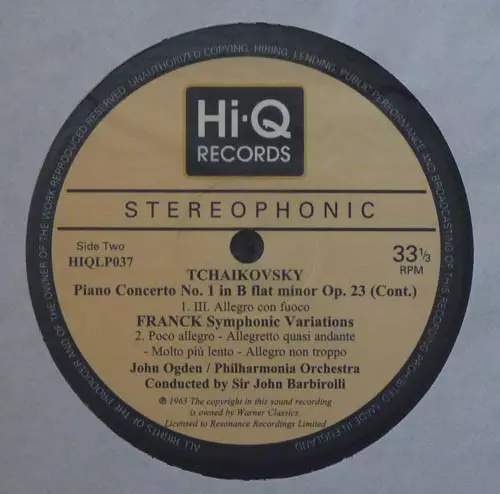 ALL RIGHTS OF THE PRODUCER AND OF THE OWNER OF THE WORK REPRODUCED RESERVED. UNAUTHORIZED COPYING, HIRING, LENDING, PUBLIC PERFORMANCE AND BROADCASTING OF THIS RECORDING PROHIBITED. MADE IN ENGLAND
Hi-Q
RECORDS
STEREOPHONIC
Side Two
HIQLP037
33 1/3
RPM
TCHAIKOVSKY
Piano Concerto No. 1 in B flat minor Op. 23 (Cont.)
1. III. Allegro con fuoco
FRANCK Symphonic Variations
2. Poco allegro - Allegretto quasi andante
- Molto più lento - Allegro non troppo
John Ogden / Philharmonia Orchestra
Conducted by Sir John Barbirolli
℗ 1963 The copyright in this sound recording
is owned by Warner Classics
Licensed to Resonance Recordings Limited